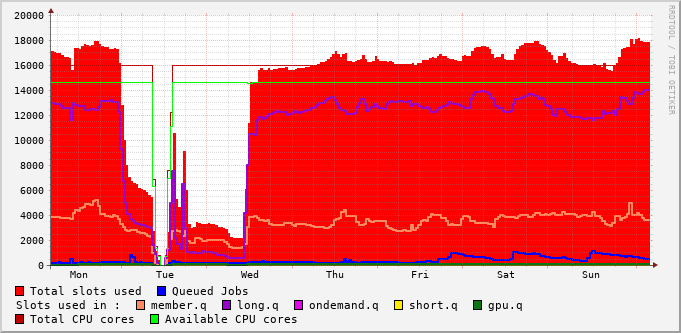 RRDTOOL / TOBI OETIKER
20000
18000
16000
14000
12000
10000
8000
6000
4000
2000
0
Mon Tue Wed Thu Fri Sat Sun
Total slots used Queued Jobs
Slots used in : member.q long.q ondemand.q short.q gpu.q
Total CPU cores Available CPU cores